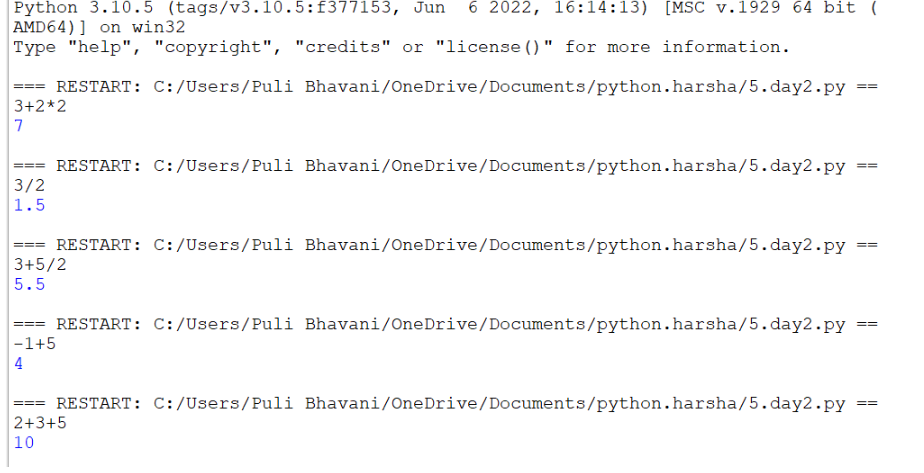 Python 3.10.5 (tags/v3.10.5:f377153, Jun  6 2022, 16:14:13) [MSC v.1929 64 bit (
AMD64)] on win32
Type "help", "copyright", "credits" or "license()" for more information.
=== RESTART: C:/Users/Puli Bhavani/OneDrive/Documents/python.harsha/5.day2.py ==
3+2*2
7
=== RESTART: C:/Users/Puli Bhavani/OneDrive/Documents/python.harsha/5.day2.py ==
3/2
1.5
=== RESTART: C:/Users/Puli Bhavani/OneDrive/Documents/python.harsha/5.day2.py ==
3+5/2
5.5
=== RESTART: C:/Users/Puli Bhavani/OneDrive/Documents/python.harsha/5.day2.py ==
-1+5
4
=== RESTART: C:/Users/Puli Bhavani/OneDrive/Documents/python.harsha/5.day2.py ==
2+3+5
10